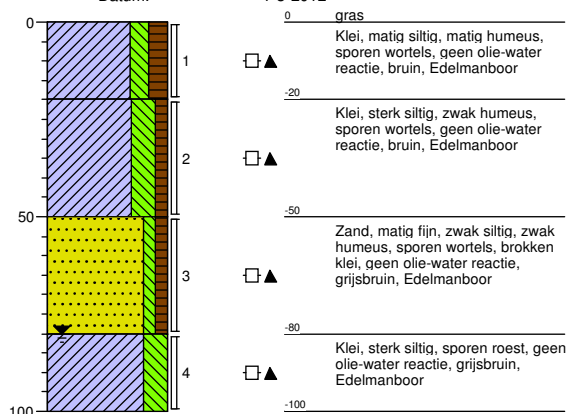 0
gras
0
Klei, matig siltig, matig humeus,
sporen wortels, geen olie-water
reactie, bruin, Edelmanboor
1
-20
Klei, sterk siltig, zwak humeus,
sporen wortels, geen olie-water
reactie, bruin, Edelmanboor
2
50
-50
Zand, matig fijn, zwak siltig, zwak
humeus, sporen wortels, brokken
klei, geen olie-water reactie,
grijsbruin, Edelmanboor
3
-80
Klei, sterk siltig, sporen roest, geen
olie-water reactie, grijsbruin,
Edelmanboor
4
100
-100